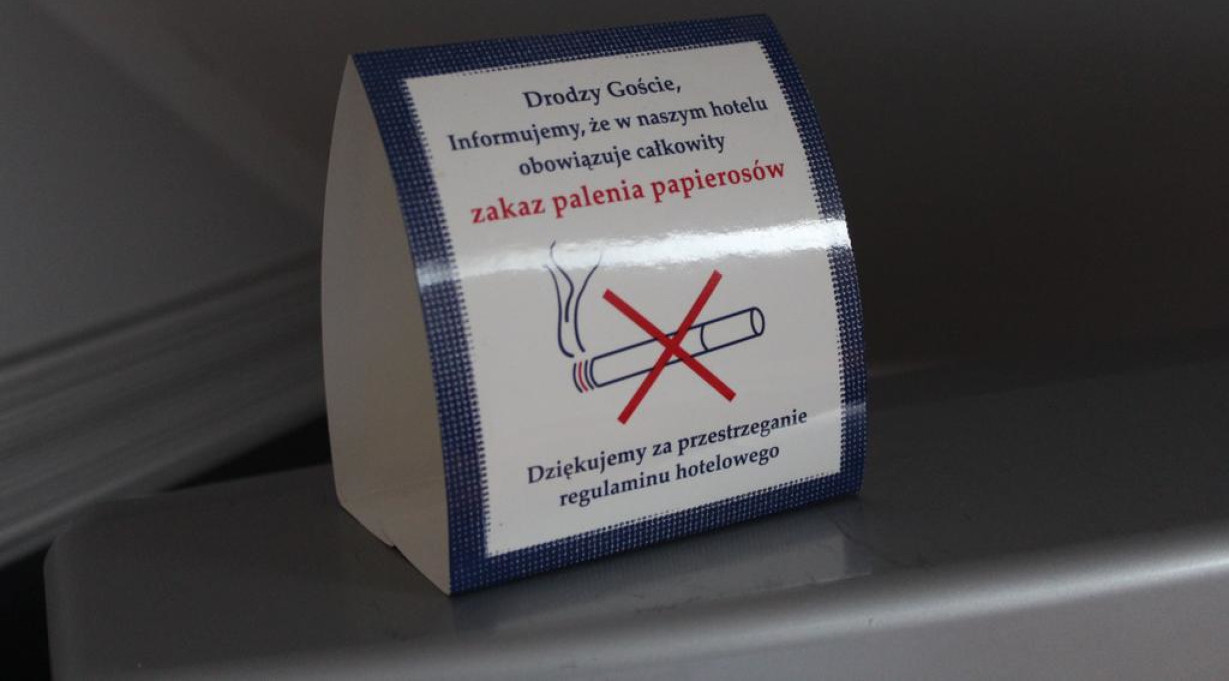 Drodzy Goście,
Informujemy, że w naszym hotelu
obowiązuje całkowity
zakaz palenia papierosów
Dziękujemy za przestrzeganie
regulaminu hotelowego